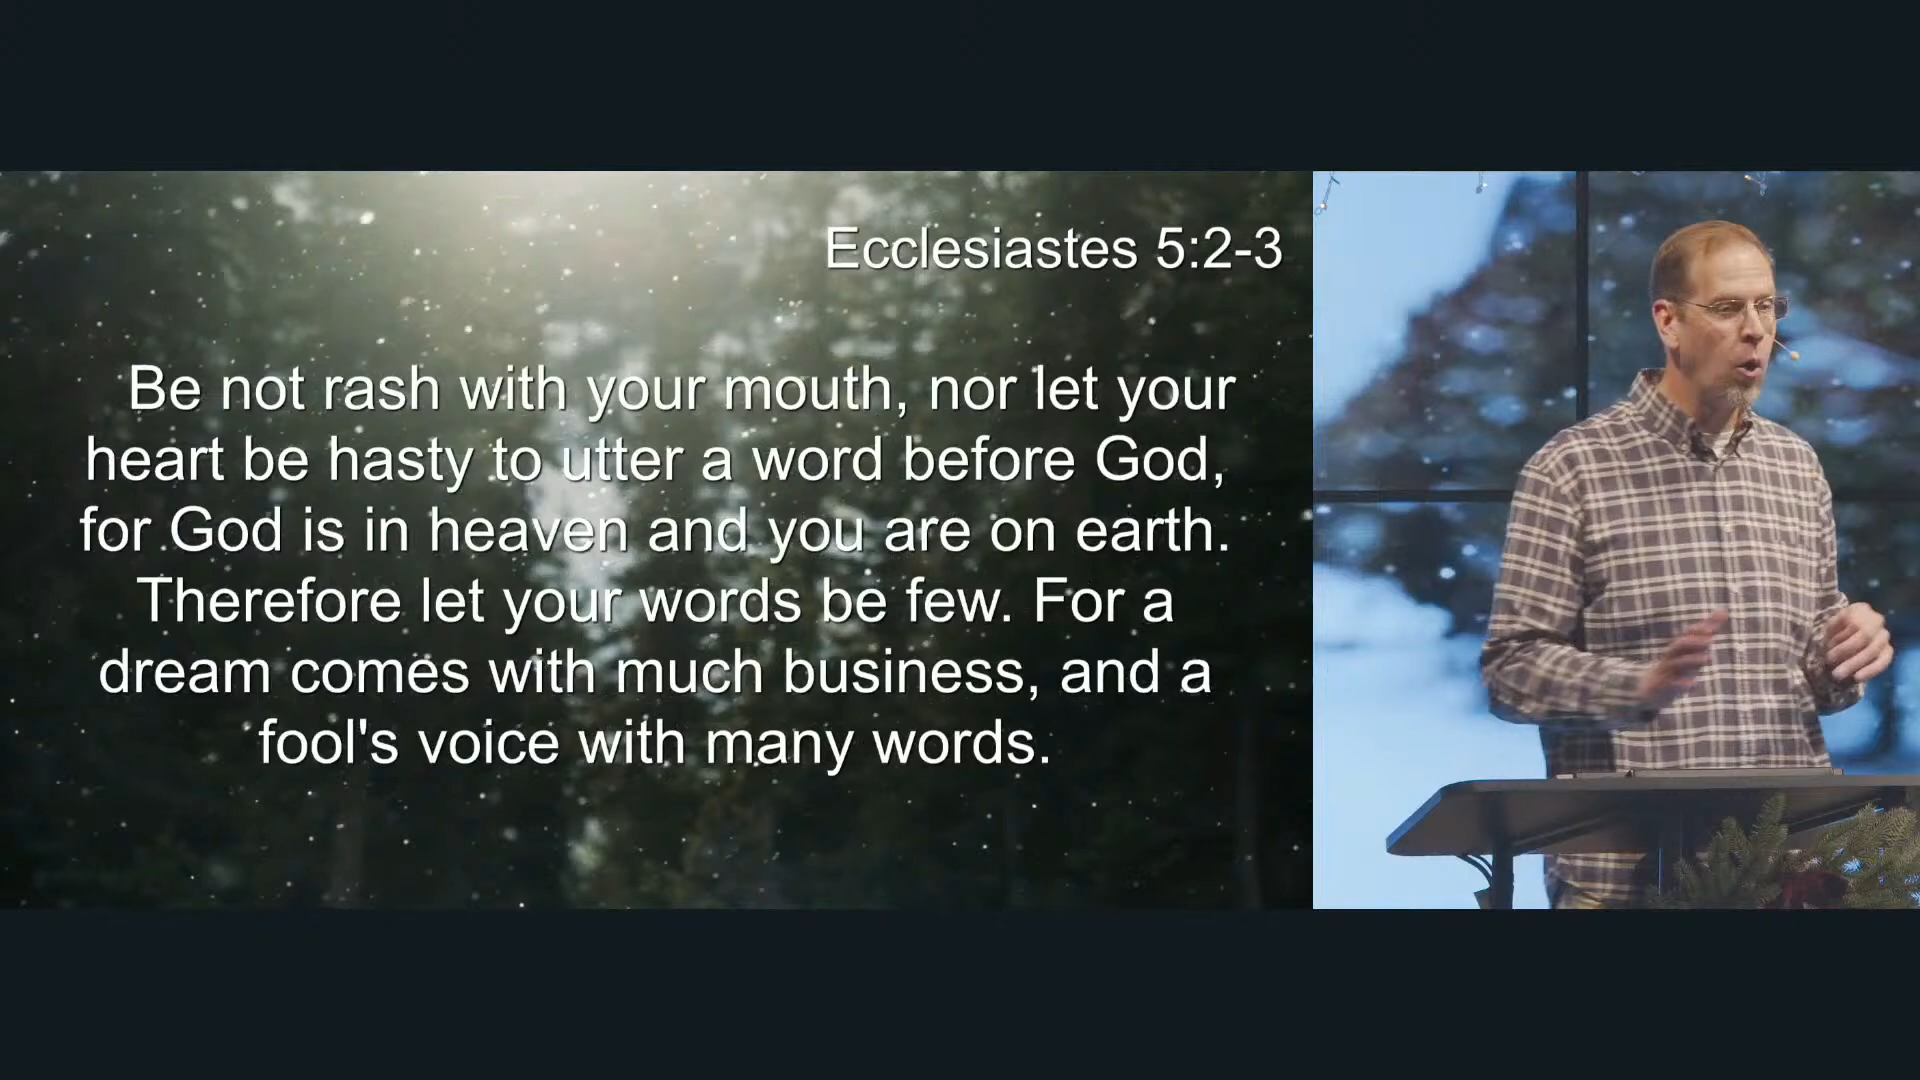 Ecclesiastes 5:2-3
Be not rash with your mouth, nor let your
heart be hasty to utter a word before God,
for God is in heaven and you are on earth.
Therefore let your words be few. For a
dream comes with much business, and a
fool's voice with many words.